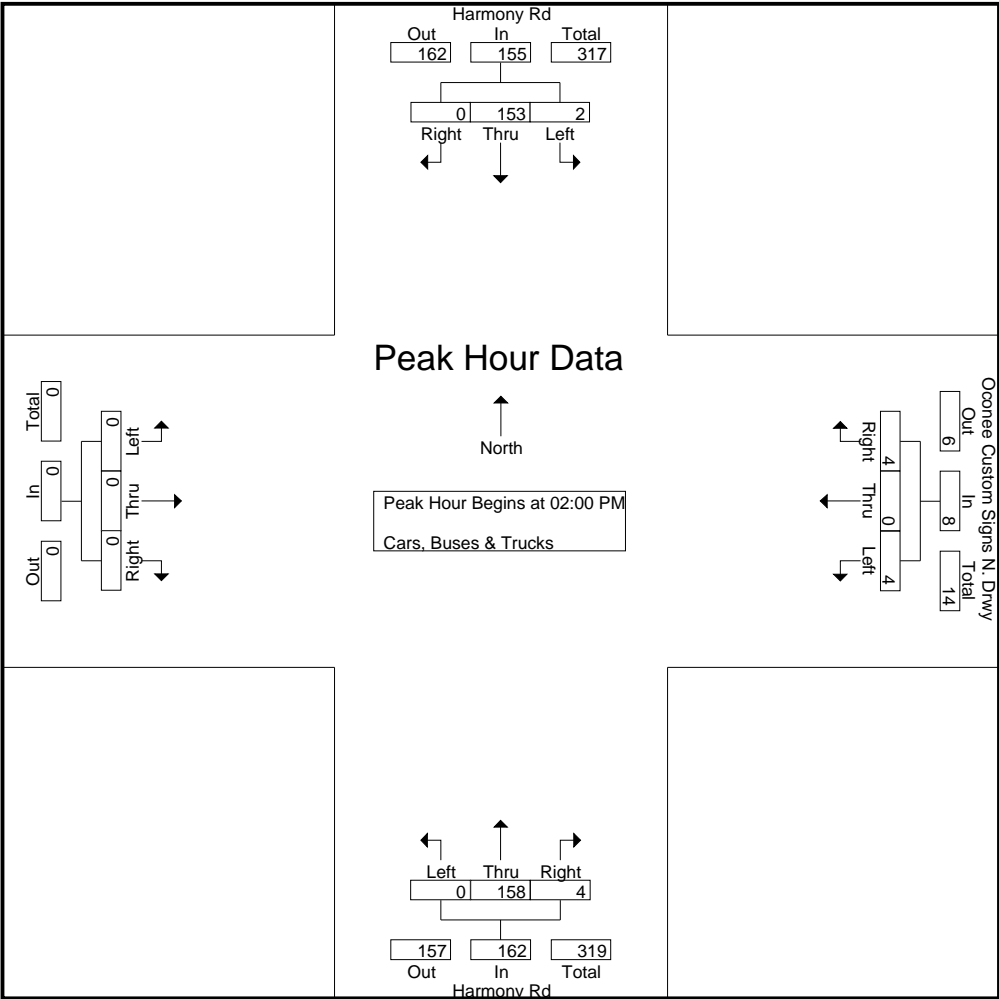 Harmony Rd
Out In Total
162 155 317
0 153 2
Right Thru Left
Peak Hour Data
North
Peak Hour Begins at 02:00 PM
Cars, Buses & Trucks
Total In Out
0 0 0
0 0 0
Left Thru Right
Oconee Custom Signs N. Drwy
Out In Total
6 8 14
4 0 4
Right Thru Left
Left Thru Right
0 158 4
157 162 319
Out In Total
Harmony Rd